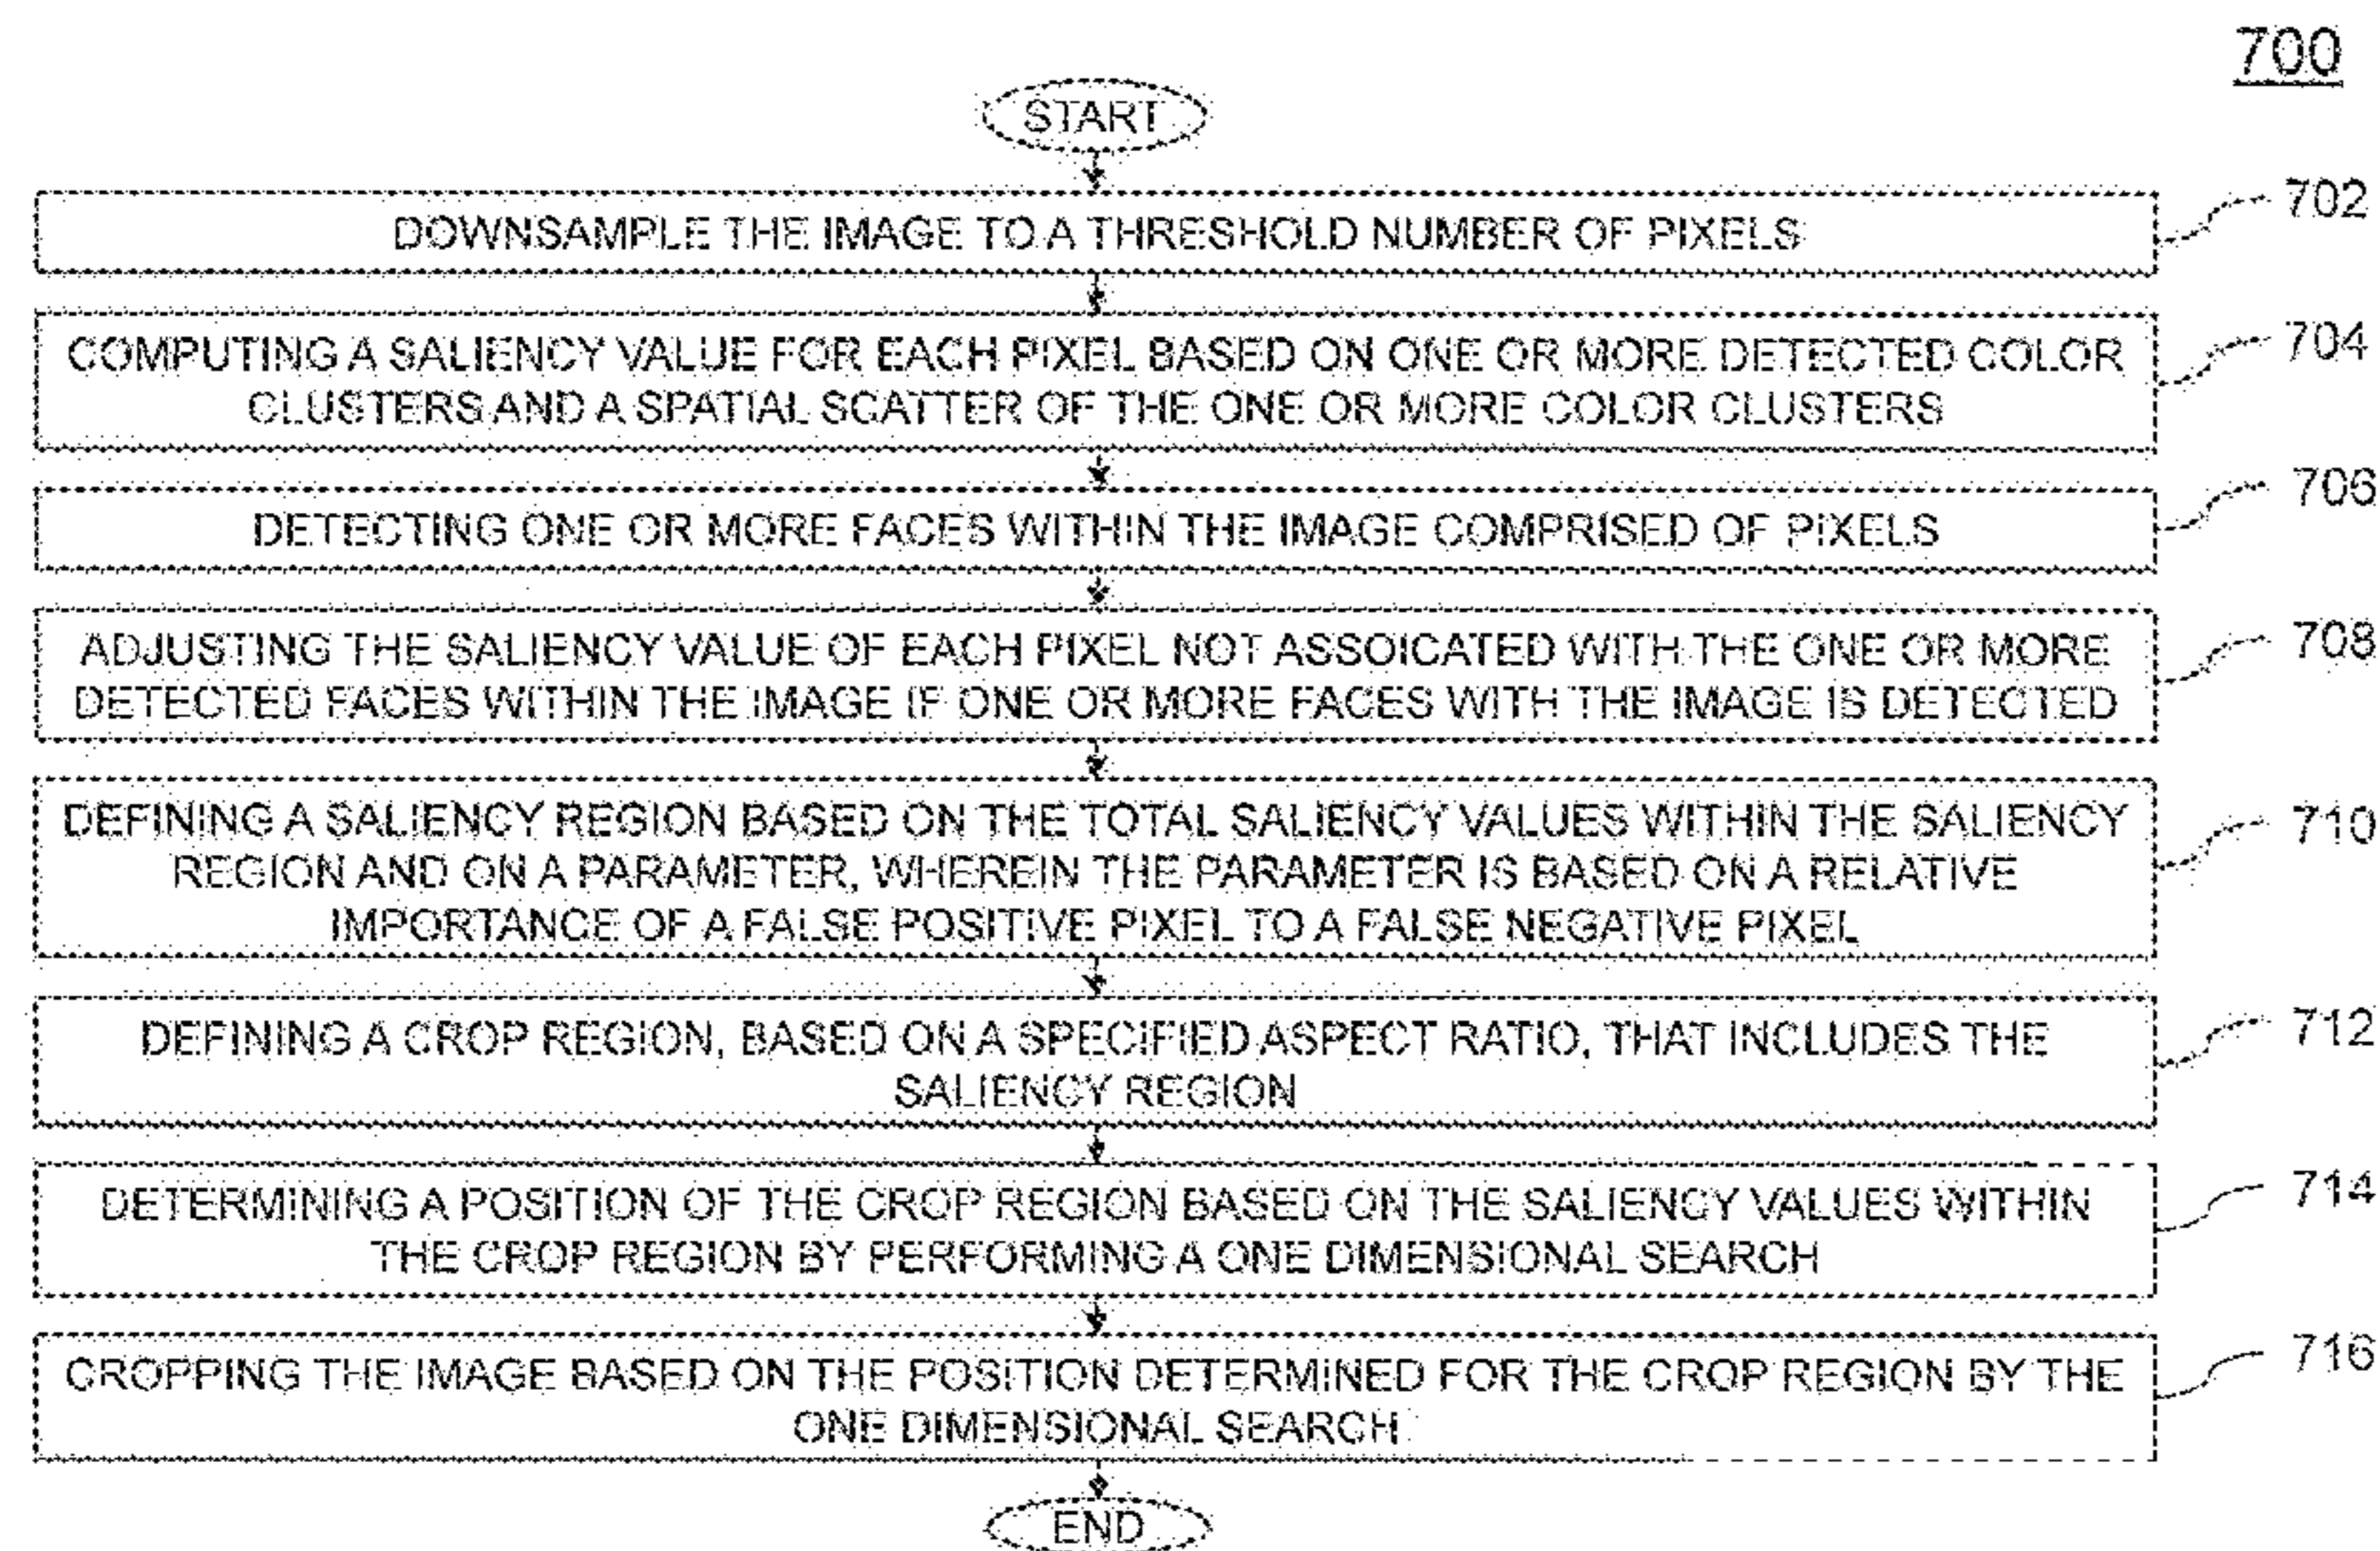 700
START
DOWNSAMPLE THE IMAGE TO A THRESHOLD NUMBER OF PIXELS
702
COMPUTING A SALIENCY VALUE FOR EACH PIXEL BASED ON ONE OR MORE DETECTED COLOR
CLUSTERS AND A SPATIAL SCATTER OF THE ONE OR MORE COLOR CLUSTERS
704
DETECTING ONE OR MORE FACES WITHIN THE IMAGE COMPRISED OF PIXELS
706
ADJUSTING THE SALIENCY VALUE OF EACH PIXEL NOT ASSOICATED WITH THE ONE OR MORE
DETECTED FACES WITHIN THE IMAGE IF ONE OR MORE FACES WITH THE IMAGE IS DETECTED
708
DEFINING A SALIENCY REGION BASED ON THE TOTAL SALIENCY VALUES WITHIN THE SALIENCY
REGION AND ON A PARAMETER, WHEREIN THE PARAMETER IS BASED ON A RELATIVE
IMPORTANCE OF A FALSE POSITIVE PIXEL TO A FALSE NEGATIVE PIXEL
710
DEFINING A CROP REGION, BASED ON A SPECIFIED ASPECT RATIO, THAT INCLUDES THE
SALIENCY REGION
712
DETERMINING A POSITION OF THE CROP REGION BASED ON THE SALIENCY VALUES WITHIN
THE CROP REGION BY PERFORMING A ONE DIMENSIONAL SEARCH
714
CROPPING THE IMAGE BASED ON THE POSITION DETERMINED FOR THE CROP REGION BY THE
ONE DIMENSIONAL SEARCH
716
END